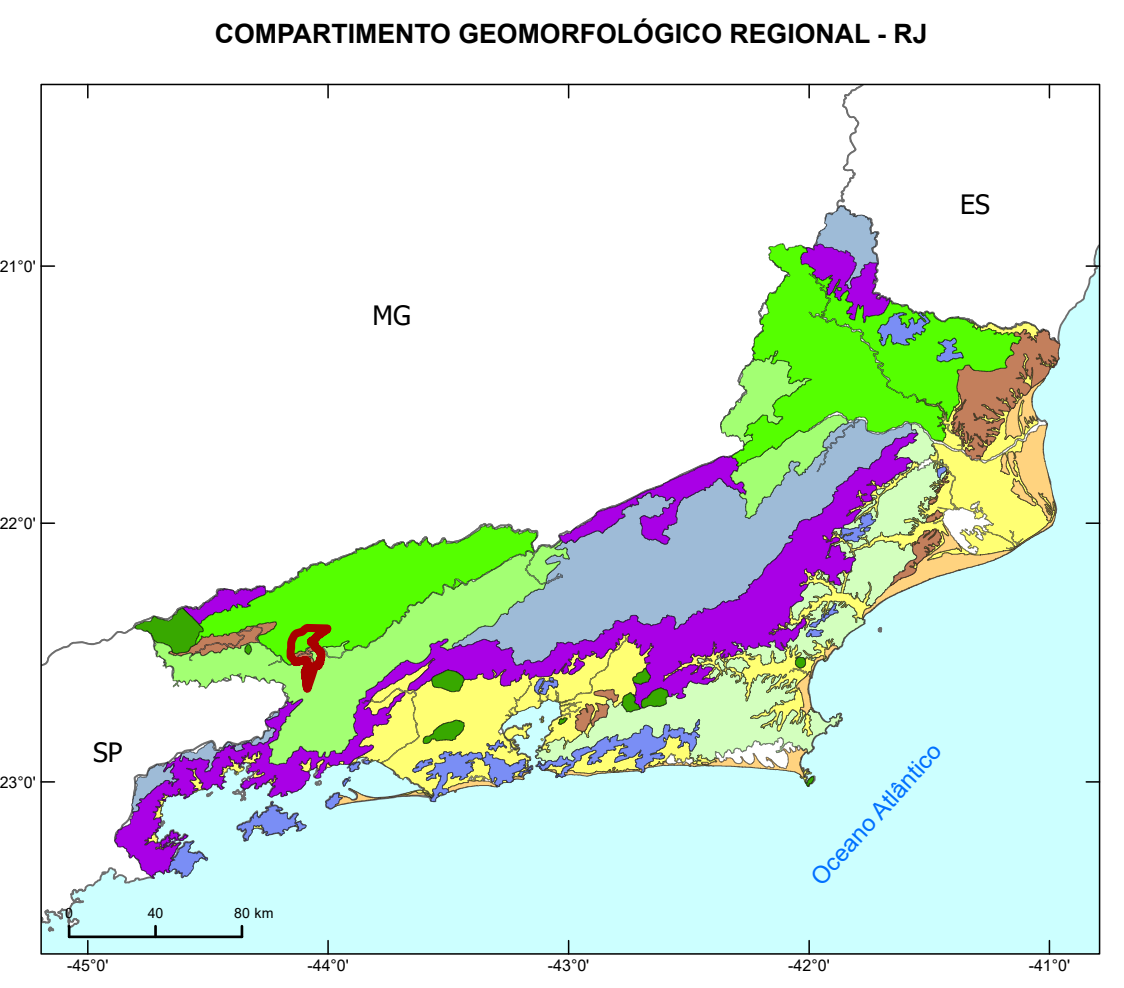 COMPARTIMENTO GEOMORFOLÓGICO REGIONAL - RJ
ES
21°0'
MG
22°0'
SP
23°0'
Oceano Atlântico
0 40 80 km
-45°0' -44°0' -43°0' -42°0' -41°0'